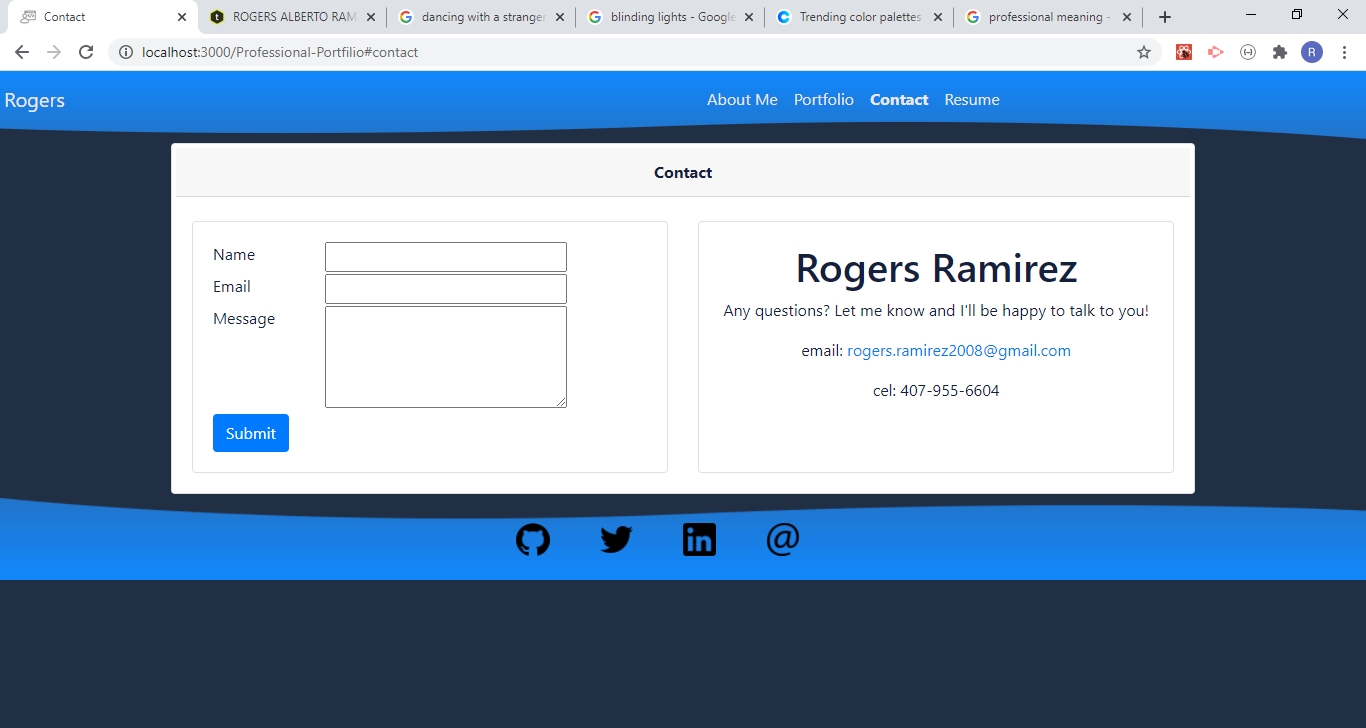 Contact
ROGERS ALBERTO RAM
dancing with a stranger
blinding lights - Google
Trending color palettes
professional meaning -
localhost:3000/Professional-Portfilio#contact
R
Rogers
About Me Portfolio Contact Resume
Contact
Name
Email
Message
Submit
Rogers Ramirez
Any questions? Let me know and I'll be happy to talk to you!
email: rogers.ramirez2008@gmail.com
cel: 407-955-6604
in
@